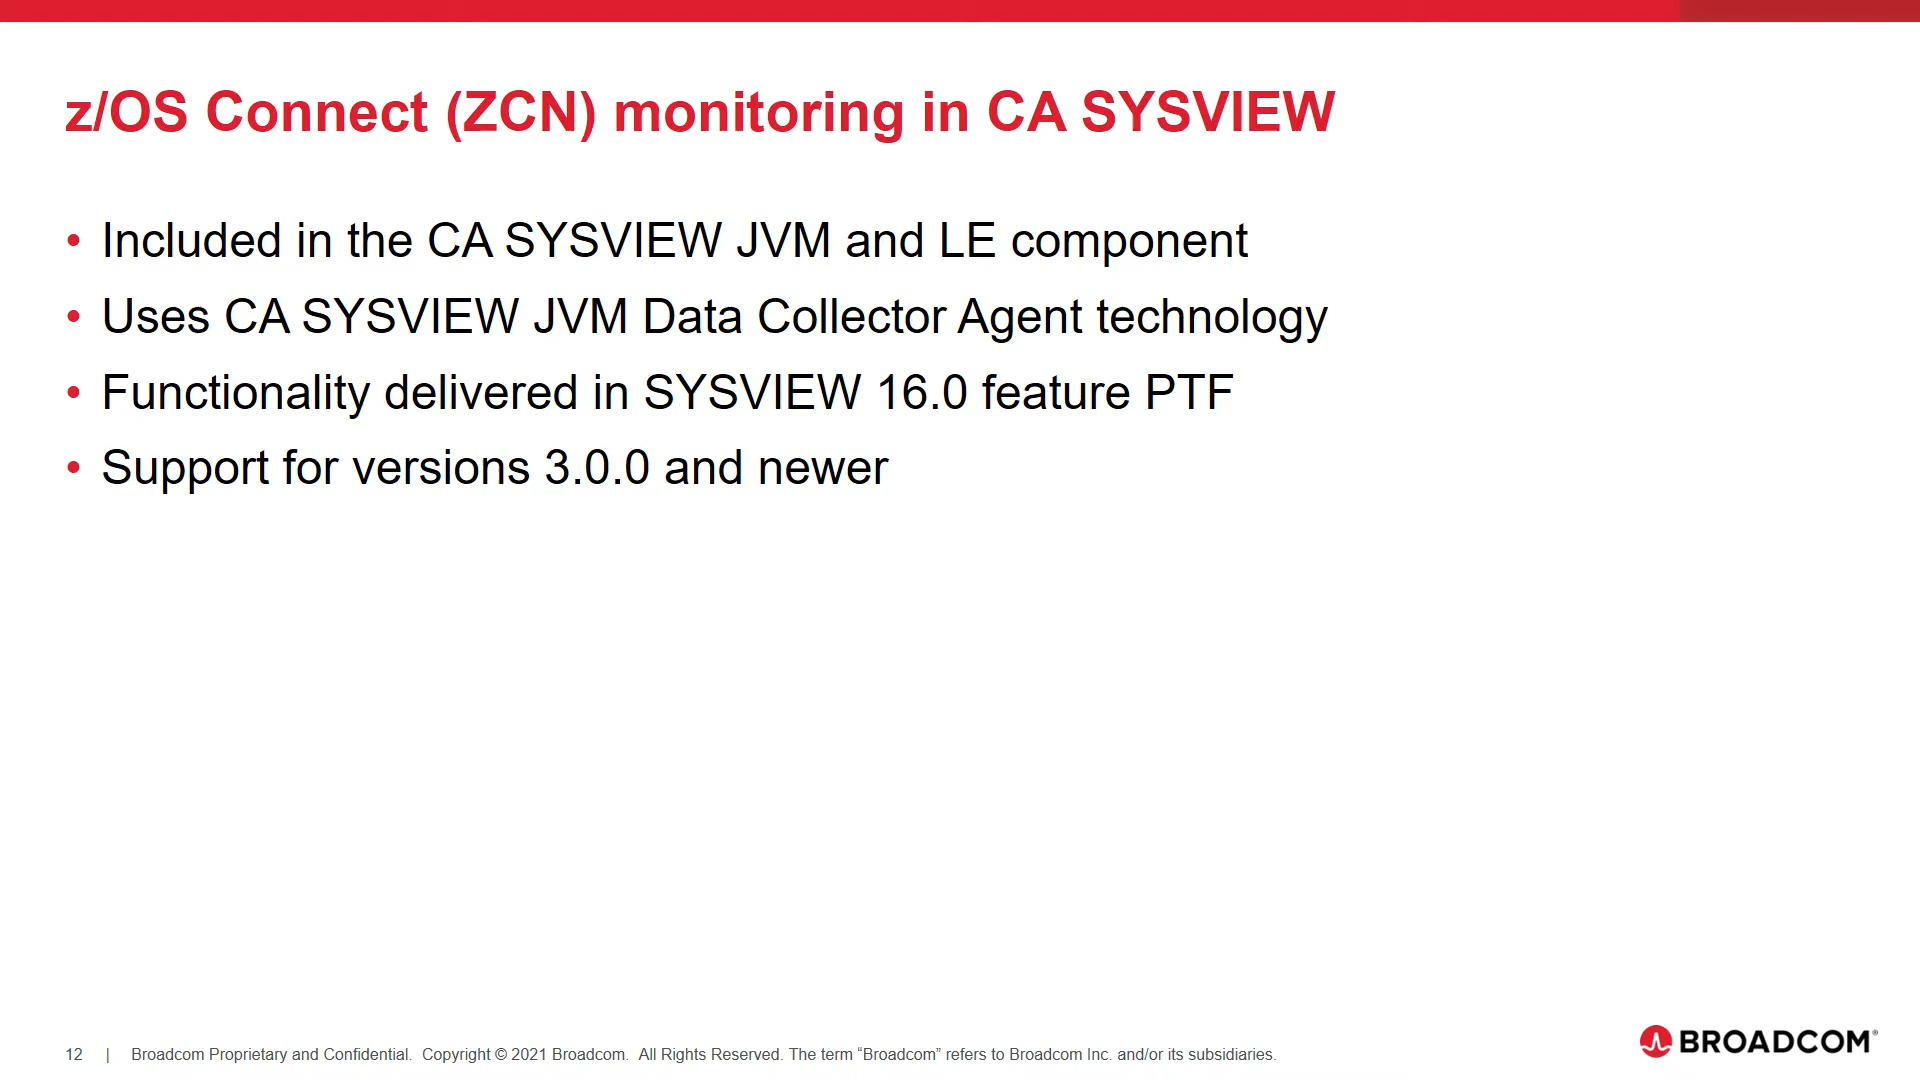 z/OS Connect (ZCN) monitoring in CA SYSVIEW
• Included in the CA SYSVIEW JVM and LE component
• Uses CA SYSVIEW JVM Data Collector Agent technology
• Functionality delivered in SYSVIEW 16.0 feature PTF
• Support for versions 3.0.0 and newer
12 | Broadcom Proprietary and Confidential. Copyright © 2021 Broadcom. All Rights Reserved. The term “Broadcom” refers to Broadcom Inc. and/or its subsidiaries.
BROADCOM®